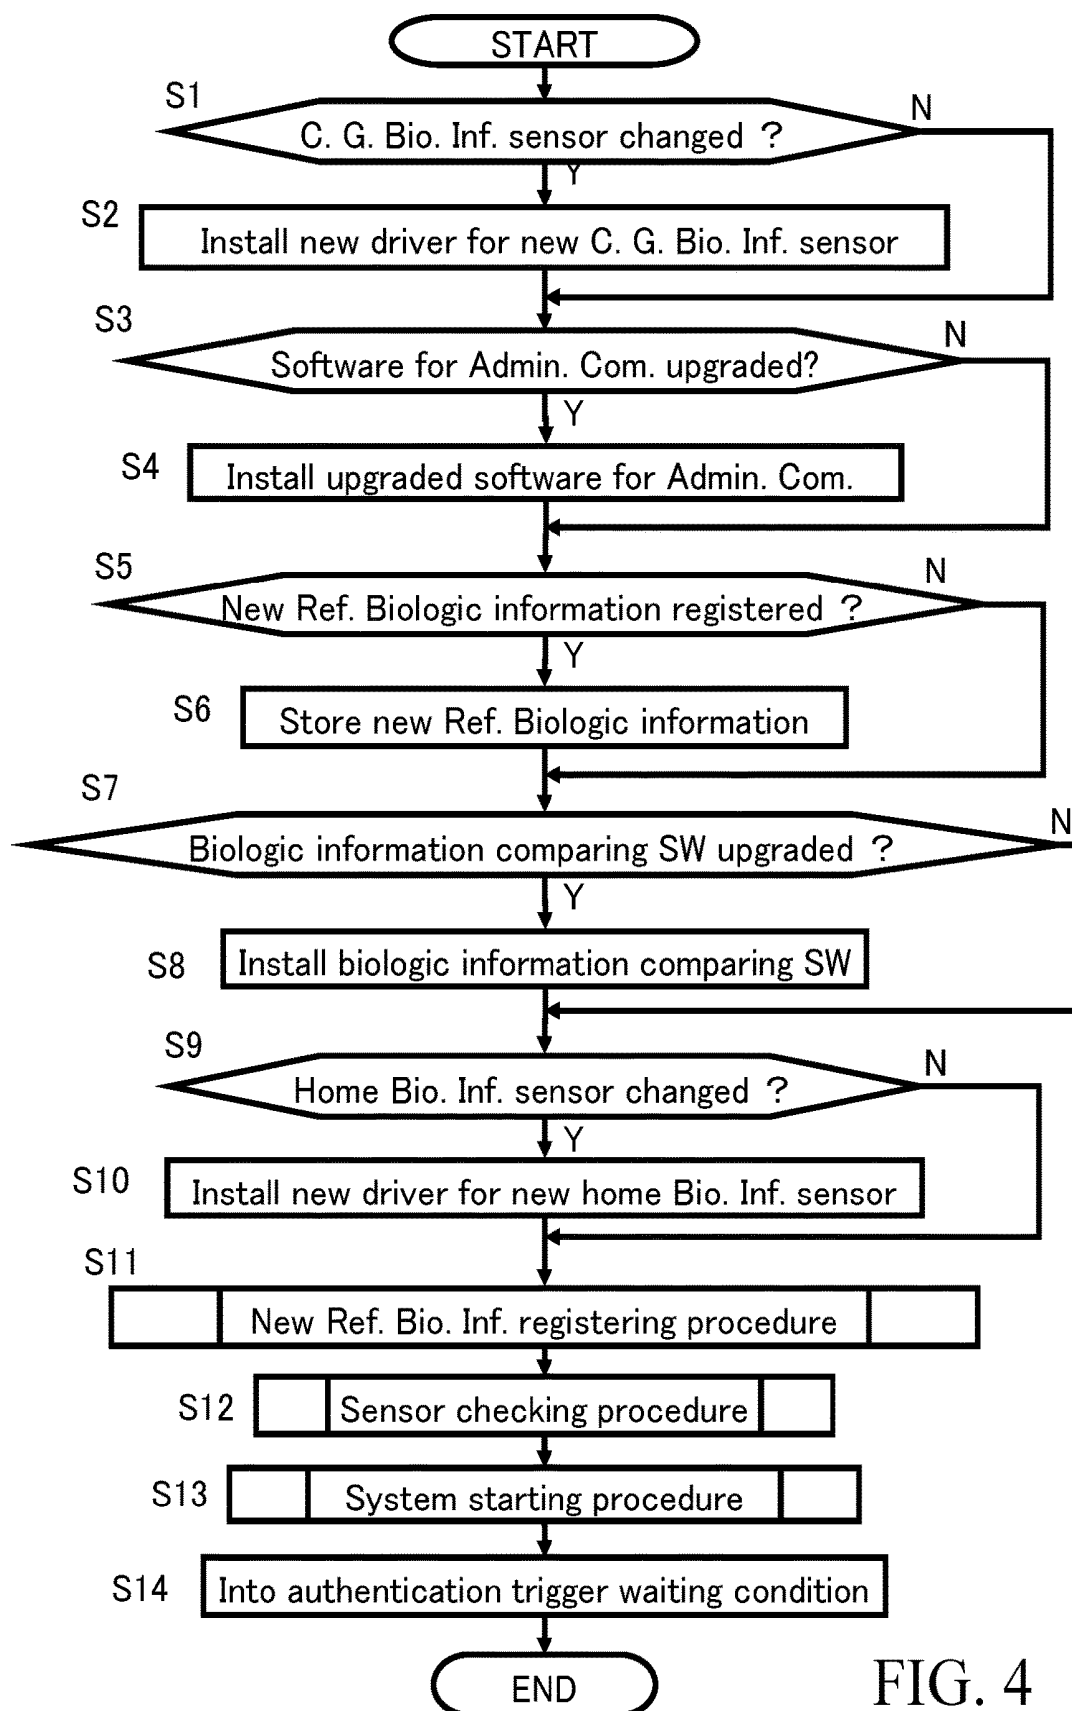 START
S1
C. G. Bio. Inf. sensor changed ?
N
Y
S2
Install new driver for new C. G. Bio. Inf. sensor
S3
Software for Admin. Com. upgraded?
N
Y
S4
Install upgraded software for Admin. Com.
S5
New Ref. Biologic information registered ?
N
Y
S6
Store new Ref. Biologic information
S7
Biologic information comparing SW upgraded ?
N
Y
S8
Install biologic information comparing SW
S9
Home Bio. Inf. sensor changed ?
N
Y
S10
Install new driver for new home Bio. Inf. sensor
S11
New Ref. Bio. Inf. registering procedure
S12
Sensor checking procedure
S13
System starting procedure
S14
Into authentication trigger waiting condition
END
FIG. 4